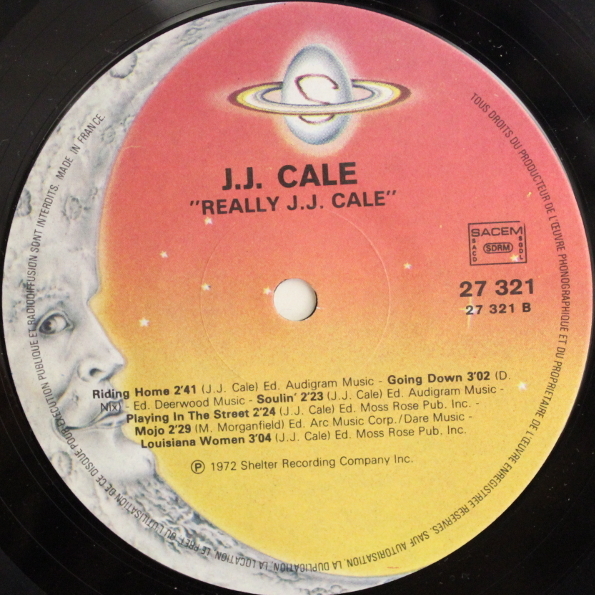 J.J. CALE
"REALLY J.J. CALE"
SACEM
SACD
SDRM
SGDL
27 321
27 321 B
Riding Home 2'41 (J.J. Cale) Ed. Audigram Music - Going Down 3'02 (D.
Nix) - Ed. Deerwood Music - Soulin' 2'23 (J.J. Cale) Ed. Audigram Music -
Playing In The Street 2'24 (J.J. Cale) Ed. Moss Rose Pub. Inc. -
Mojo 2'29 (M. Morganfield) Ed. Arc Music Corp./Dare Music -
Louisiana Women 3'04 (J.J. Cale) Ed. Moss Rose Pub. Inc.
Ⓟ 1972 Shelter Recording Company Inc.
TOUS DROITS DU PRODUCTEUR DE L'ŒUVRE PHONOGRAPHIQUE ET DU PROPRIETAIRE DE L'ŒUVRE ENREGISTREE RESERVES. SAUF AUTORISATION, LA DUPLICATION, LA LOCATION, LE PRET OU L'UTILISATION DE CE DISQUE POUR EXECUTION PUBLIQUE ET RADIODIFFUSION SONT INTERDITS. MADE IN FRANCE